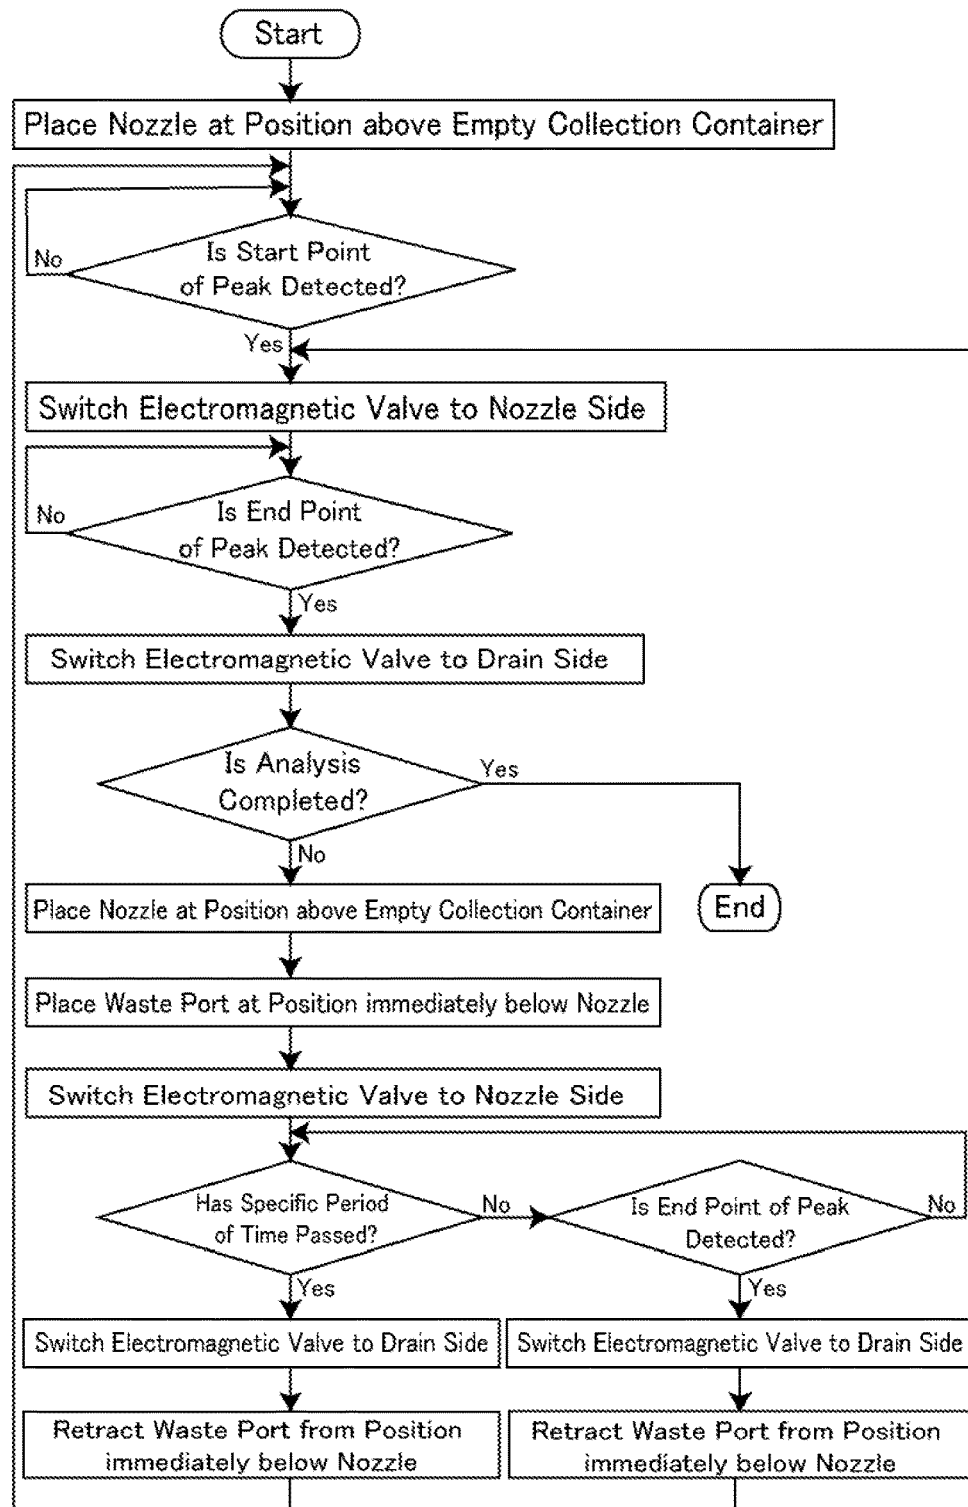 Start
Place Nozzle at Position above Empty Collection Container
Is Start Point
of Peak Detected?
No
Yes
Switch Electromagnetic Valve to Nozzle Side
Is End Point
of Peak Detected?
No
Yes
Switch Electromagnetic Valve to Drain Side
Is Analysis
Completed?
Yes
No
Place Nozzle at Position above Empty Collection Container
End
Place Waste Port at Position immediately below Nozzle
Switch Electromagnetic Valve to Nozzle Side
Has Specific Period
of Time Passed?
No
Is End Point of Peak
Detected?
No
Yes
Yes
Switch Electromagnetic Valve to Drain Side
Switch Electromagnetic Valve to Drain Side
Retract Waste Port from Position
immediately below Nozzle
Retract Waste Port from Position
immediately below Nozzle